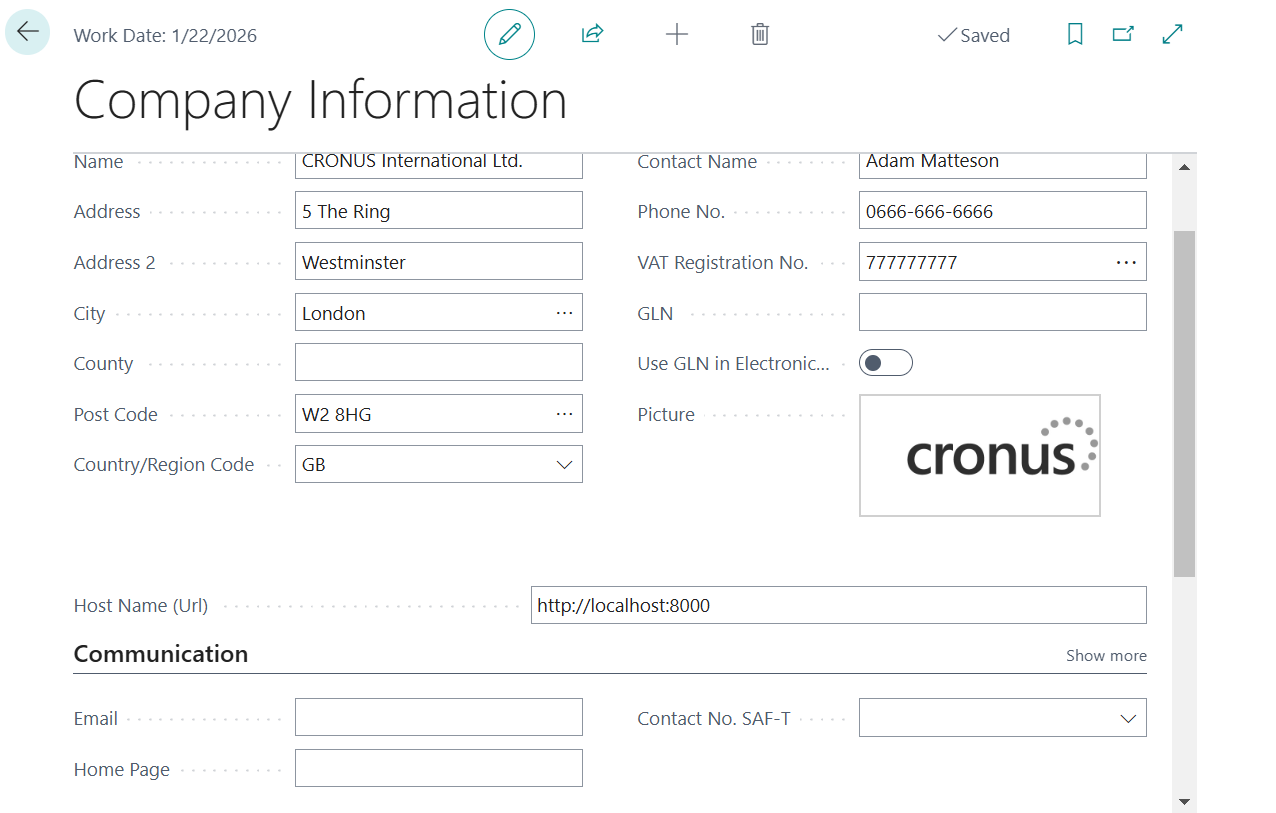 Work Date: 1/22/2026
Saved
Company Information
Name
CRONUS International Ltd.
Contact Name
Adam Matteson
Address
5 The Ring
Phone No.
0666-666-6666
Address 2
Westminster
VAT Registration No.
777777777
...
City
London
...
GLN
County
Use GLN in Electronic...
Post Code
W2 8HG
...
Picture
cronus
Country/Region Code
GB
Host Name (Url)
http://localhost:8000
Communication
Show more
Email
Contact No. SAF-T
Home Page